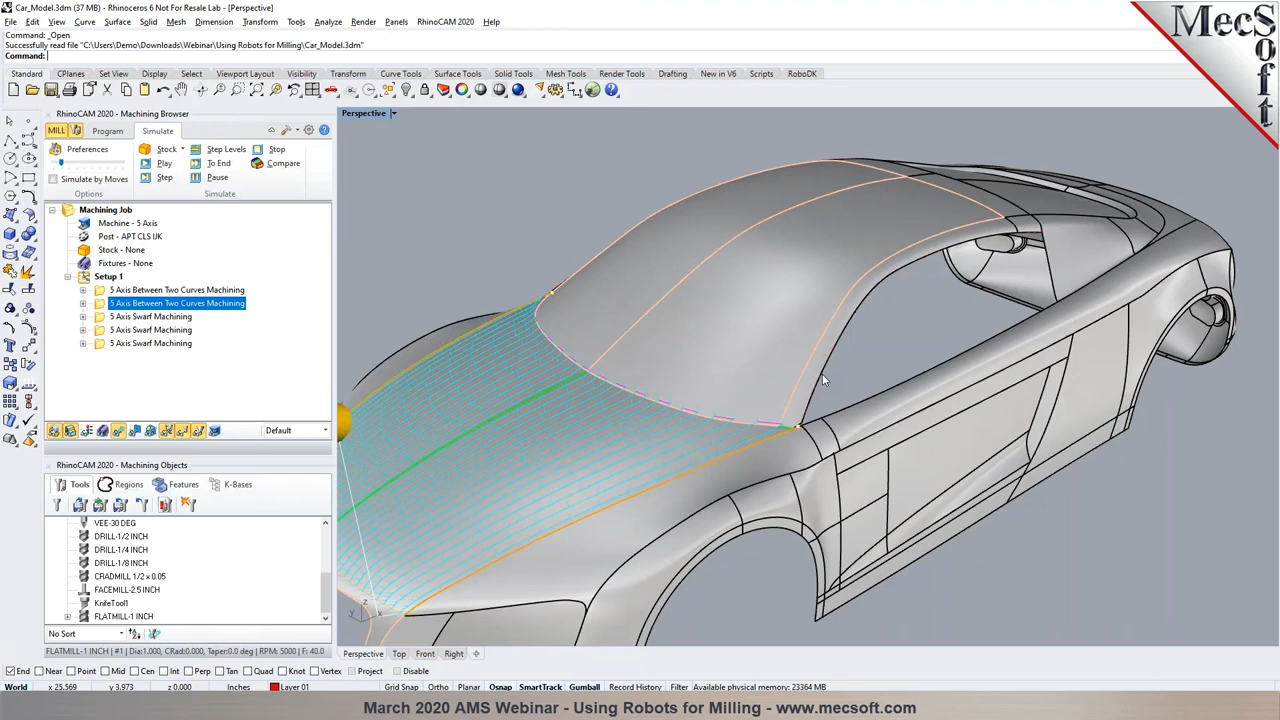 Car_Model.3dm (37 MB) - Rhinoceros 6 Not For Resale Lab - [Perspective]
File Edit View Curve Surface Solid Mesh Dimension Transform Tools Analyze Render Panels RhinoCAM 2020 Help
Command: _Open
Successfully read file "C:\Users\Demo\Downloads\Webinar\Using Robots for Milling\Car_Model.3dm"
Command:
Standard CPlanes Set View Display Select Viewport Layout Visibility Transform Curve Tools Surface Tools Solid Tools Mesh Tools Render Tools Drafting New in V6 Scripts RoboDK
MecSoft
RhinoCAM 2020 - Machining Browser
MILL Program Simulate
Preferences Stock Step Levels Stop
Play To End Compare
Simulate by Moves Step Pause
Options Simulate
Machining Job
Machine - 5 Axis
Post - APT CLS IJK
Stock - None
Fixtures - None
Setup 1
5 Axis Between Two Curves Machining
5 Axis Between Two Curves Machining
5 Axis Swarf Machining
5 Axis Swarf Machining
5 Axis Swarf Machining
Default
RhinoCAM 2020 - Machining Objects
Tools Regions Features K-Bases
VEE-30 DEG
DRILL-1/2 INCH
DRILL-1/4 INCH
DRILL-1/8 INCH
CRADMILL 1/2 x 0.05
FACEMILL-2.5 INCH
KnifeTool1
FLATMILL-1 INCH
No Sort
FLATMILL-1 INCH | #1 | Dia:1.000, CRad:0.000, Taper:0.0 deg | RPM: 5000 | F: 40.0
Perspective
z
y x
Perspective Top Front Right
End Near Point Mid Cen Int Perp Tan Quad Knot Vertex Project Disable
World x 25.569 y 3.973 z 0.000 Inches Layer 01 Grid Snap Ortho Planar Osnap SmartTrack Gumball Record History Filter Available physical memory: 23364 MB
March 2020 AMS Webinar - Using Robots for Milling - www.mecsoft.com